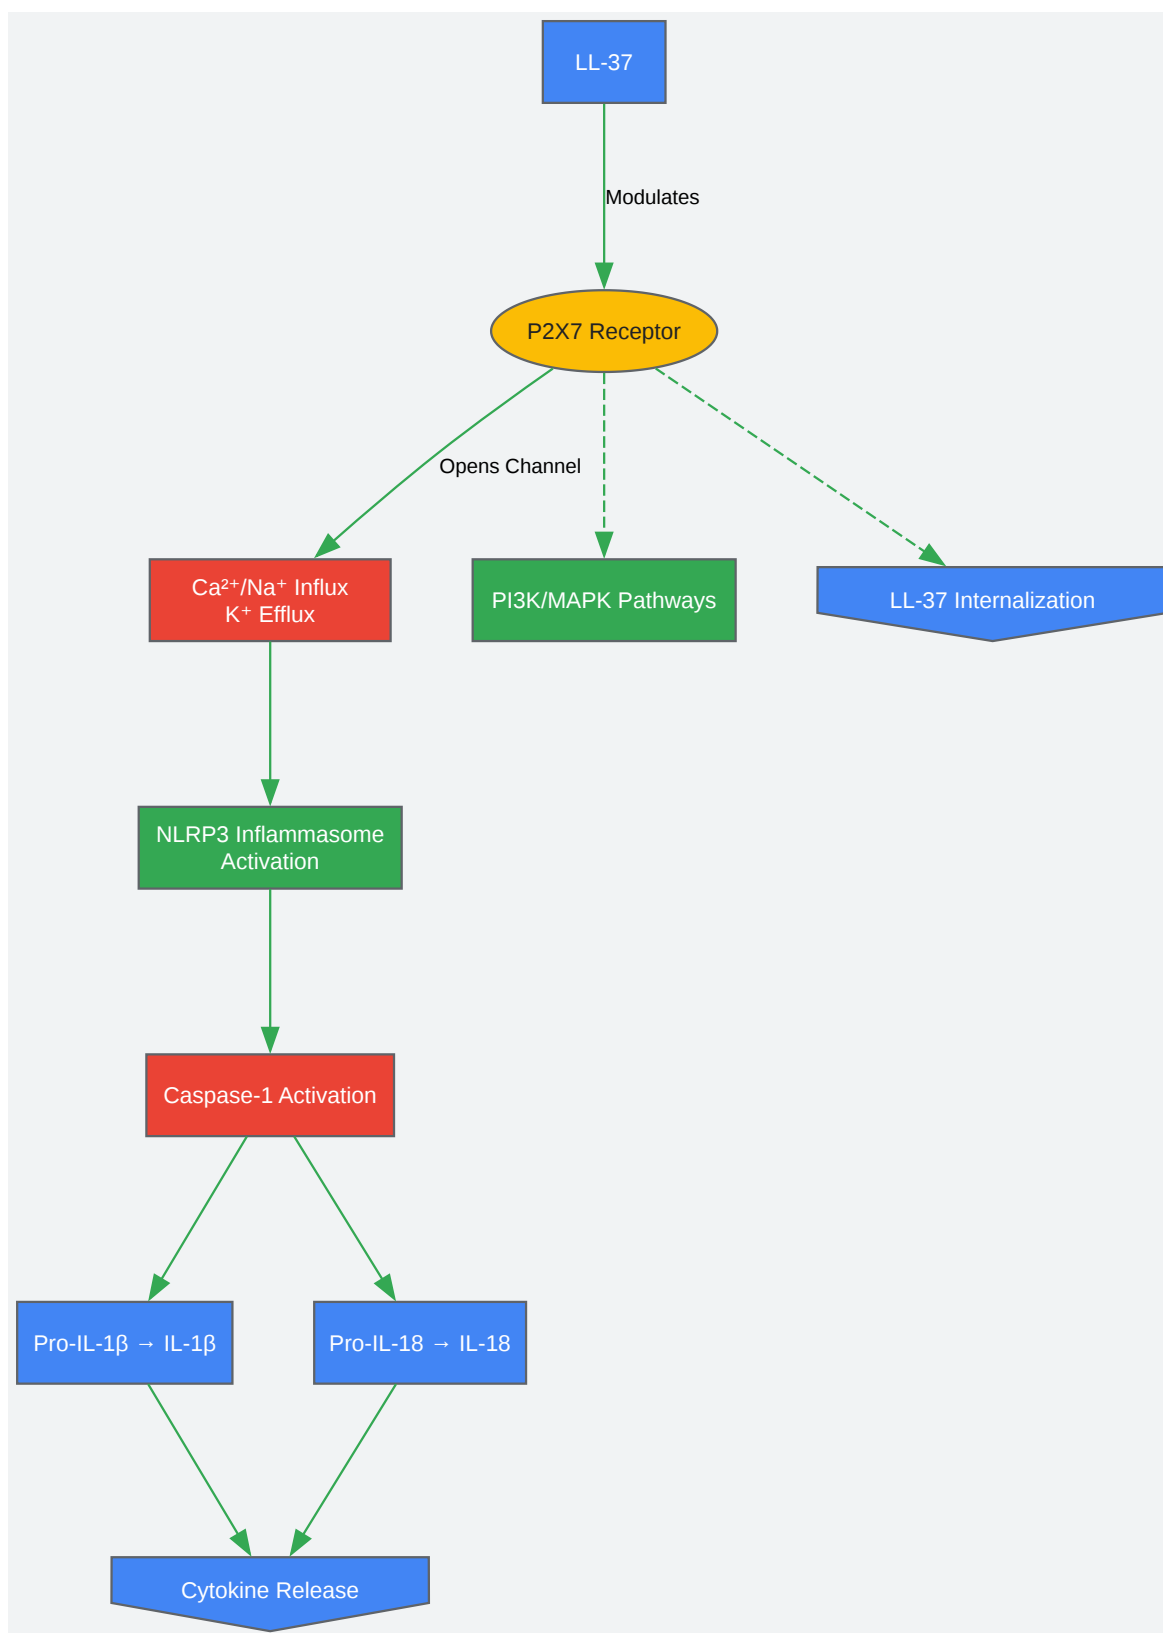 LL-37
Modulates
P2X7 Receptor
Opens Channel
Ca²⁺/Na⁺ Influx
K⁺ Efflux
PI3K/MAPK Pathways
LL-37 Internalization
NLRP3 Inflammasome
Activation
Caspase-1 Activation
Pro-IL-1β → IL-1β
Pro-IL-18 → IL-18
Cytokine Release